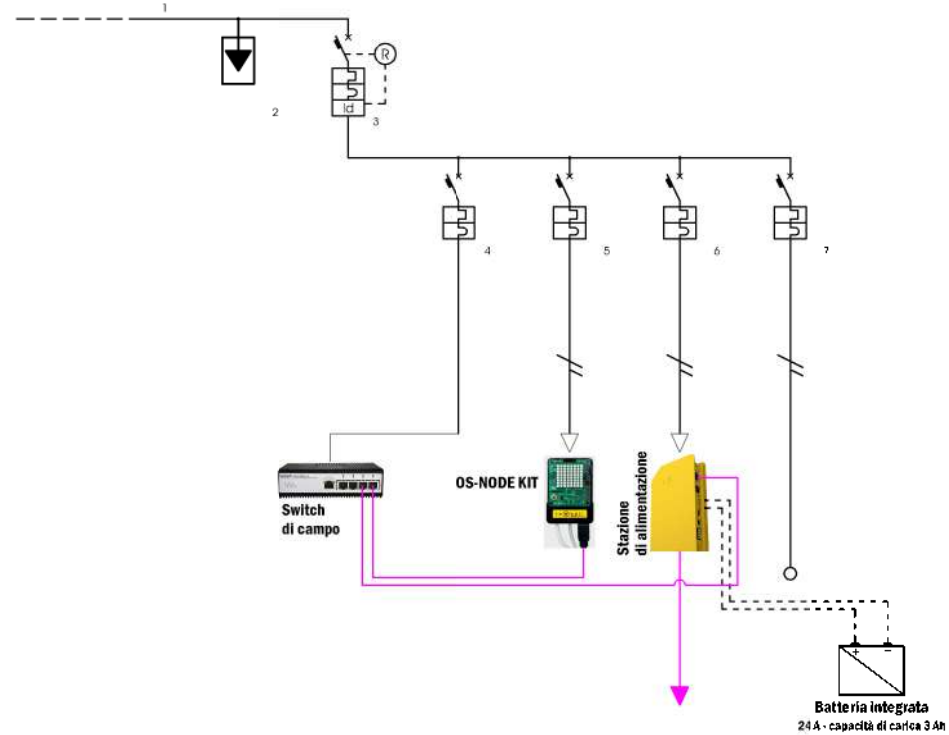 1
2
R
Id
3
4
5
6
7
OS-NODE KIT
Stazione
di alimentazione
Switch
di campo
+ −
Batteria integrata
24 A - capacità di carica 3 Ah